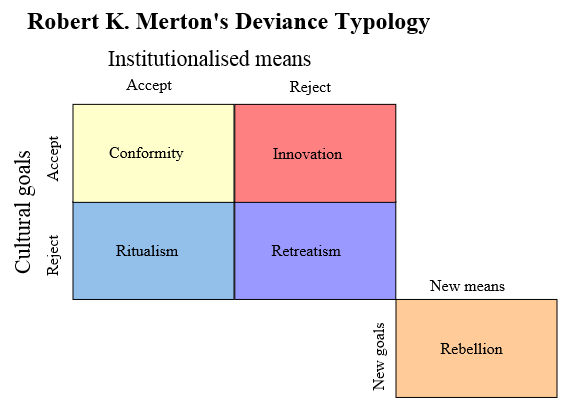 Robert K. Merton's Deviance Typology
Institutionalised means
Accept
Reject
Cultural goals
Accept
Conformity
Innovation
Reject
Ritualism
Retreatism
New means
New goals
Rebellion